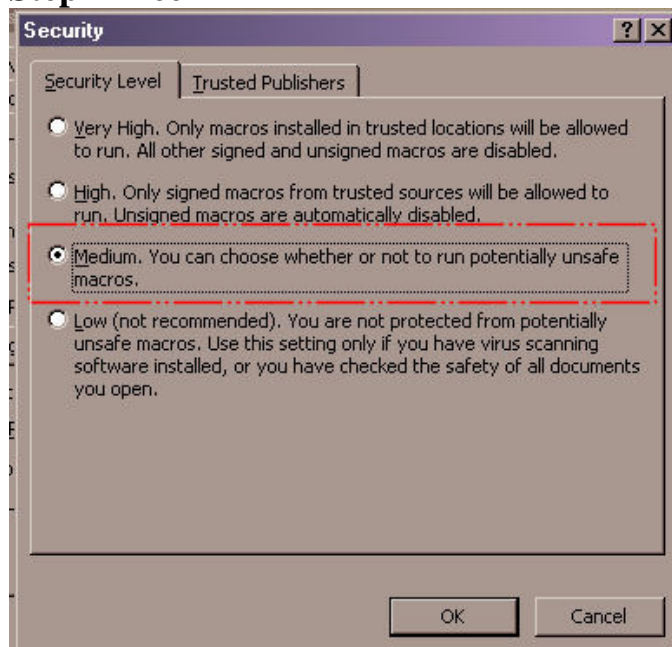 Security
Security Level Trusted Publishers
Very High. Only macros installed in trusted locations will be allowed
to run. All other signed and unsigned macros are disabled.
High. Only signed macros from trusted sources will be allowed to
run. Unsigned macros are automatically disabled.
Medium. You can choose whether or not to run potentially unsafe
macros.
Low (not recommended). You are not protected from potentially
unsafe macros. Use this setting only if you have virus scanning
software installed, or you have checked the safety of all documents
you open.
OK Cancel